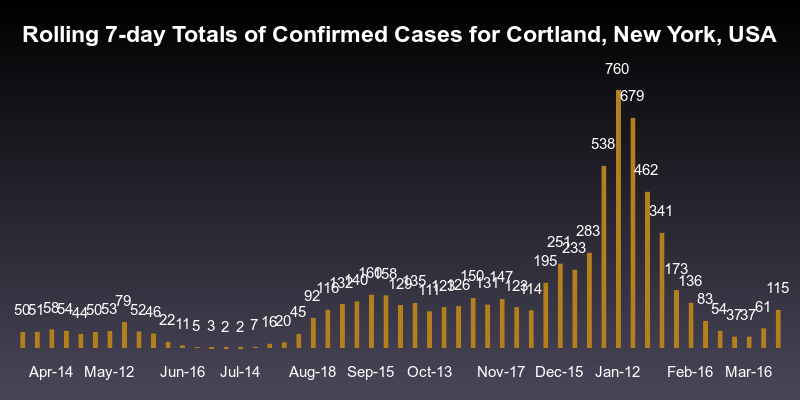 Rolling 7-day Totals of Confirmed Cases for Cortland, New York, USA
50 51 58 54 44 50 53 79 52 46 22 11 5 3 2 2 7 16 20 45 92 132 140 160 158 129 135 111 126 150 131 147 114 195 251 233 283 538 760 679 462 341 173 136 83 54 37 37 61 115
Apr-14 May-12 Jun-16 Jul-14 Aug-18 Sep-15 Oct-13 Nov-17 Dec-15 Jan-12 Feb-16 Mar-16